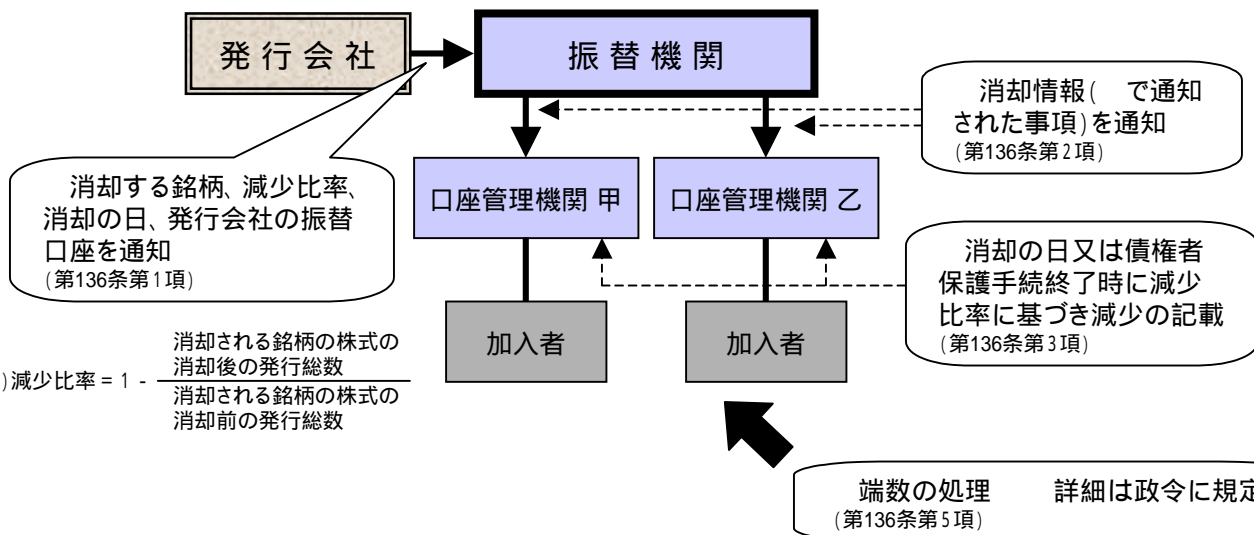 発行会社
振替機関
消却情報( で通知
された事項)を通知
(第136条第2項)
消却する銘柄、減少比率、
消却の日、発行会社の振替
口座を通知
(第136条第1項)
口座管理機関 甲
口座管理機関 乙
消却の日又は債権者
保護手続終了時に減少
比率に基づき減少の記載
(第136条第3項)
加入者
加入者
)減少比率 = 1 -
消却される銘柄の株式の
消却後の発行総数
消却される銘柄の株式の
消却前の発行総数
端数の処理 詳細は政令に規定
(第136条第5項)